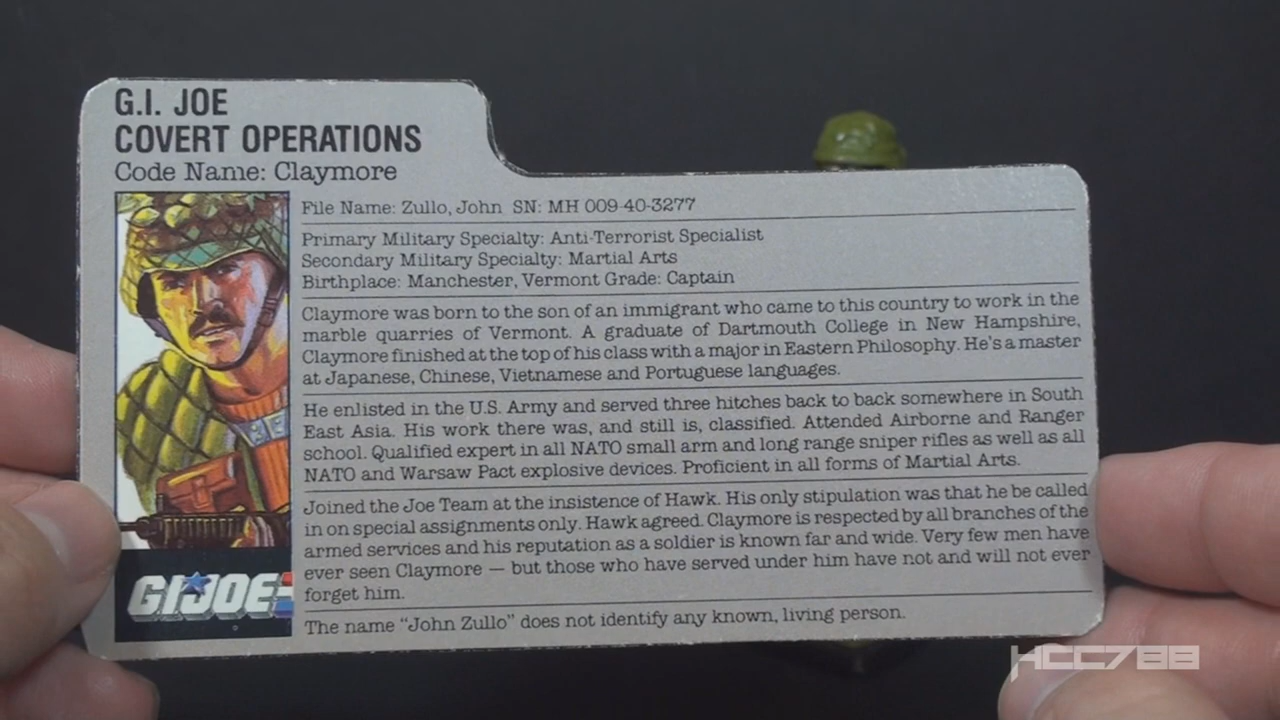 G.I. JOE
COVERT OPERATIONS
Code Name: Claymore
File Name: Zullo, John SN: MH 009-40-3277
Primary Military Specialty: Anti-Terrorist Specialist
Secondary Military Specialty: Martial Arts
Birthplace: Manchester, Vermont Grade: Captain
Claymore was born to the son of an immigrant who came to this country to work in the
marble quarries of Vermont. A graduate of Dartmouth College in New Hampshire,
Claymore finished at the top of his class with a major in Eastern Philosophy. He's a master
at Japanese, Chinese, Vietnamese and Portuguese languages.
He enlisted in the U.S. Army and served three hitches back to back somewhere in South
East Asia. His work there was, and still is, classified. Attended Airborne and Ranger
school. Qualified expert in all NATO small arm and long range sniper rifles as well as all
NATO and Warsaw Pact explosive devices. Proficient in all forms of Martial Arts.
Joined the Joe Team at the insistence of Hawk. His only stipulation was that he be called
in on special assignments only. Hawk agreed. Claymore is respected by all branches of the
armed services and his reputation as a soldier is known far and wide. Very few men have
ever seen Claymore — but those who have served under him have not and will not ever
forget him.
The name "John Zullo" does not identify any known, living person.
GI JOE
HCC788